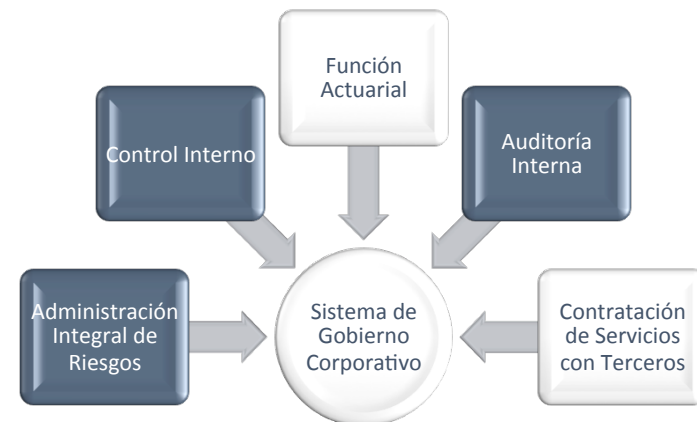 Función
Actuarial
Control Interno
Auditoría
Interna
Administración
Integral de
Riesgos
Sistema de
Gobierno
Corporativo
Contratación
de Servicios
con Terceros